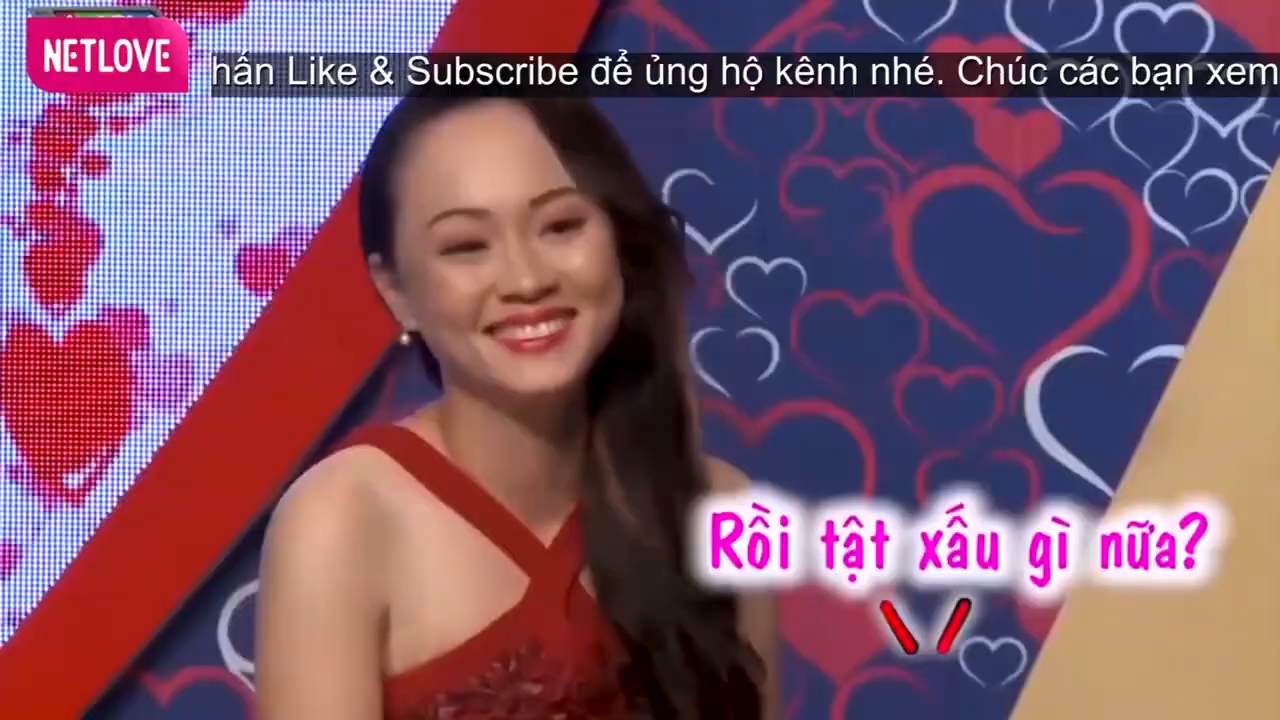 NETLOVE
hấn Like & Subscribe để ủng hộ kênh nhé. Chúc các bạn xem
Rồi tật xấu gì nữa?